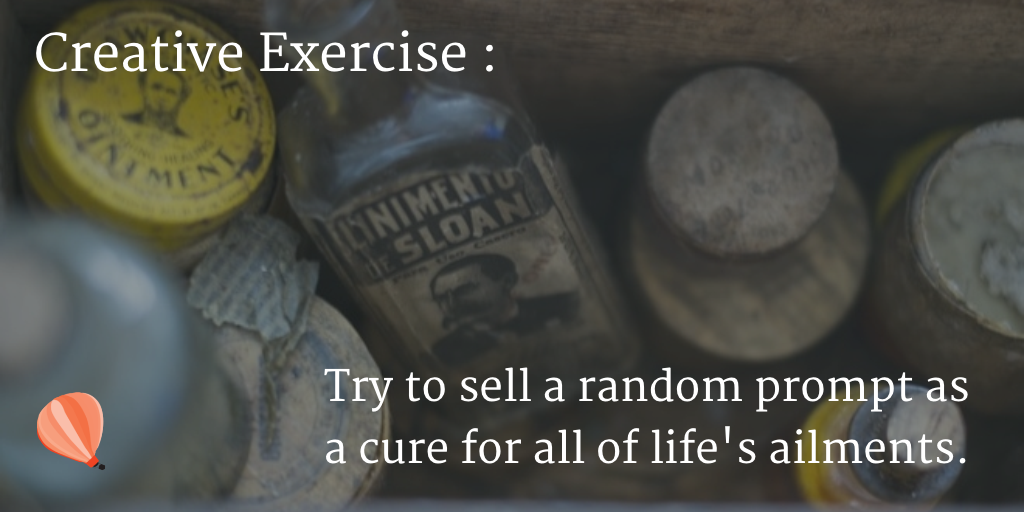 Creative Exercise :
OINTMENT
LINIMENTO
DE SLOAN
Try to sell a random prompt as
a cure for all of life's ailments.